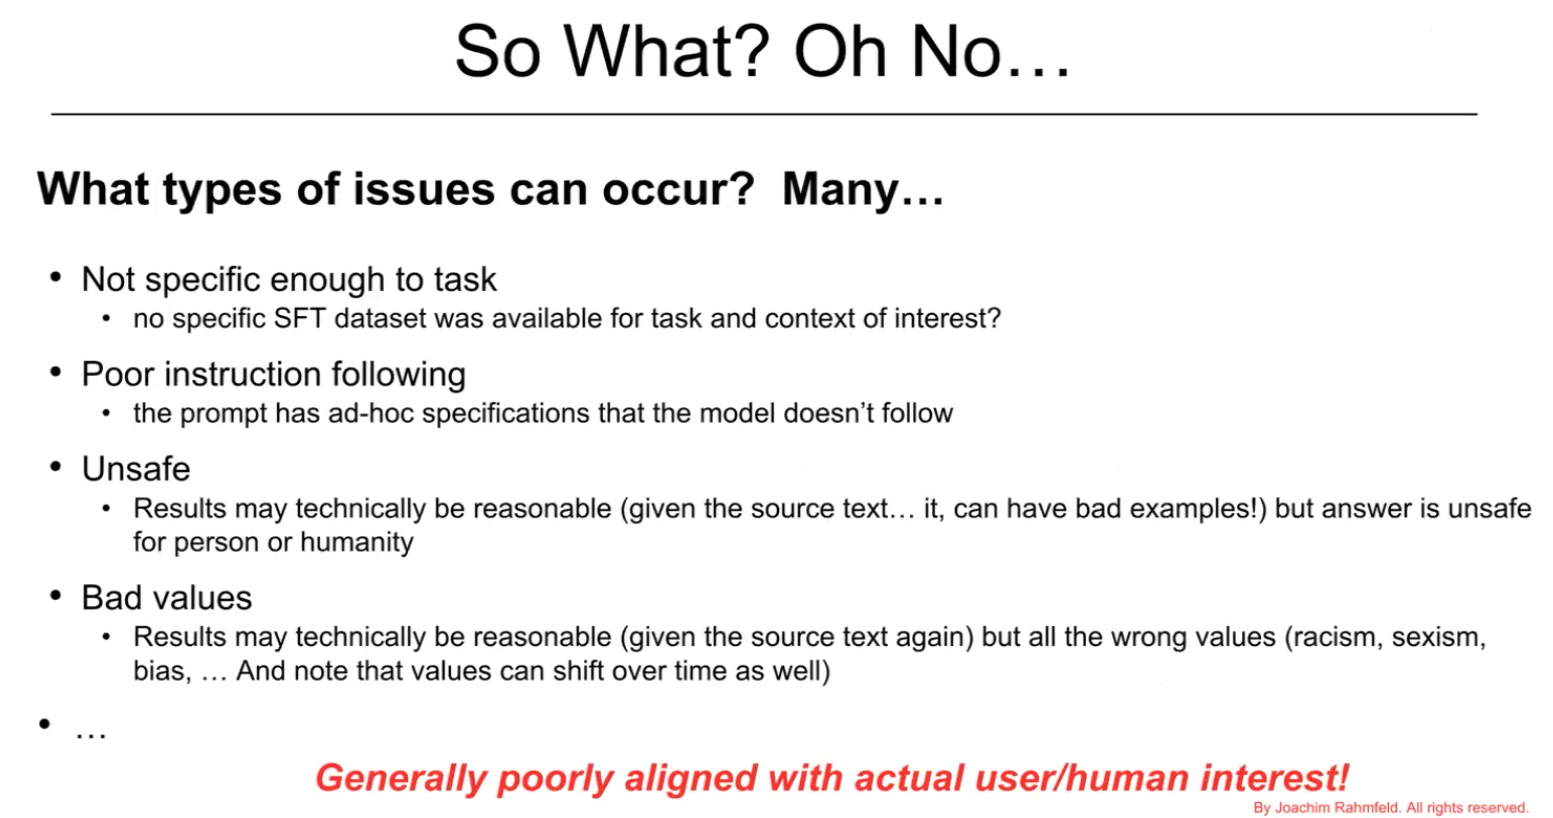 So What? Oh No…
What types of issues can occur?  Many…
• Not specific enough to task
• no specific SFT dataset was available for task and context of interest?
• Poor instruction following
• the prompt has ad-hoc specifications that the model doesn’t follow
• Unsafe
• Results may technically be reasonable (given the source text… it, can have bad examples!) but answer is unsafe
for person or humanity
• Bad values
• Results may technically be reasonable (given the source text again) but all the wrong values (racism, sexism,
bias, … And note that values can shift over time as well)
• …
Generally poorly aligned with actual user/human interest!
By Joachim Rahmfeld. All rights reserved.